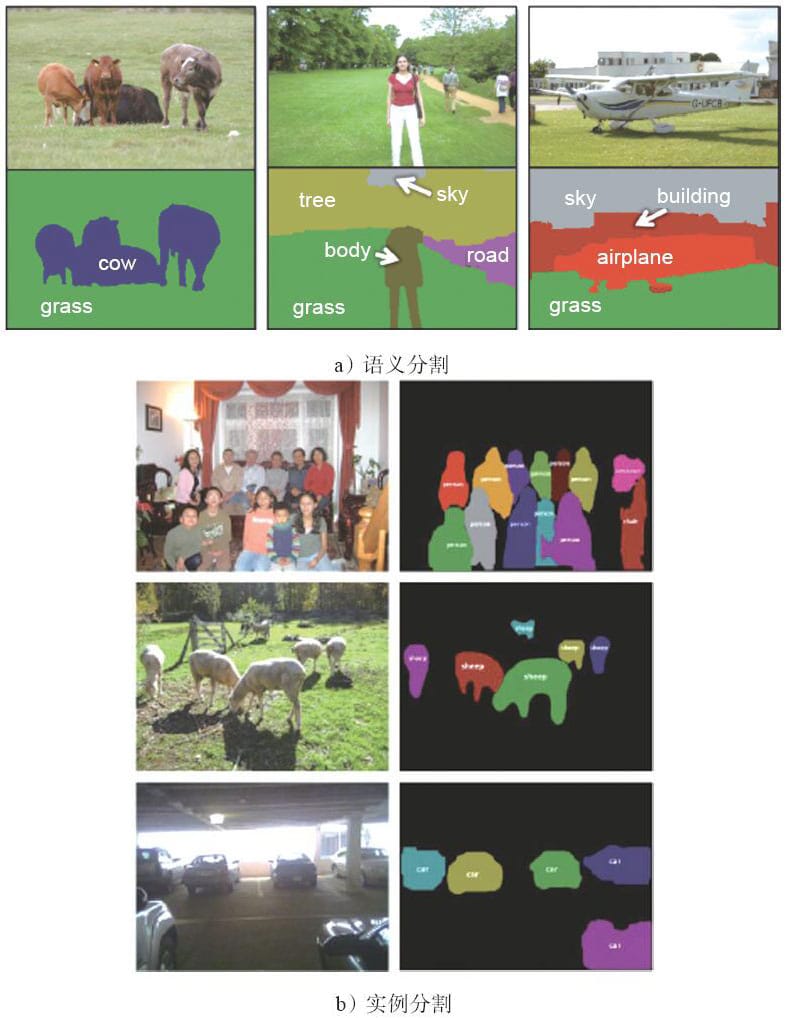 G-UFCB
sky
tree
sky
building
body
road
cow
airplane
grass
grass
grass
a）语义分割
person
person
person
person
person
person
person
person
person
person
person
chair
sheep
sheep
sheep
sheep
sheep
sheep
car
car
car
car
car
b）实例分割